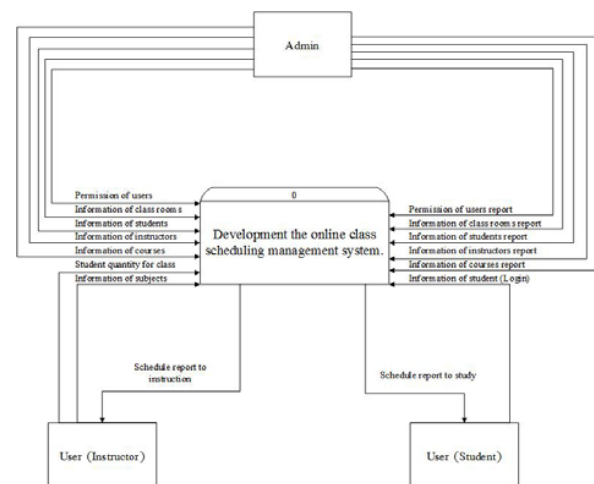 Admin
0
Development the online class
scheduling management system.
Permission of users
Information of class rooms
Information of students
Information of instructors
Information of courses
Student quantity for class
Information of subjects
Permission of users report
Information of class rooms report
Information of students report
Information of instructors report
Information of courses report
Information of student (Login)
Schedule report to
instruction
Schedule report to study
User (Instructor)
User (Student)